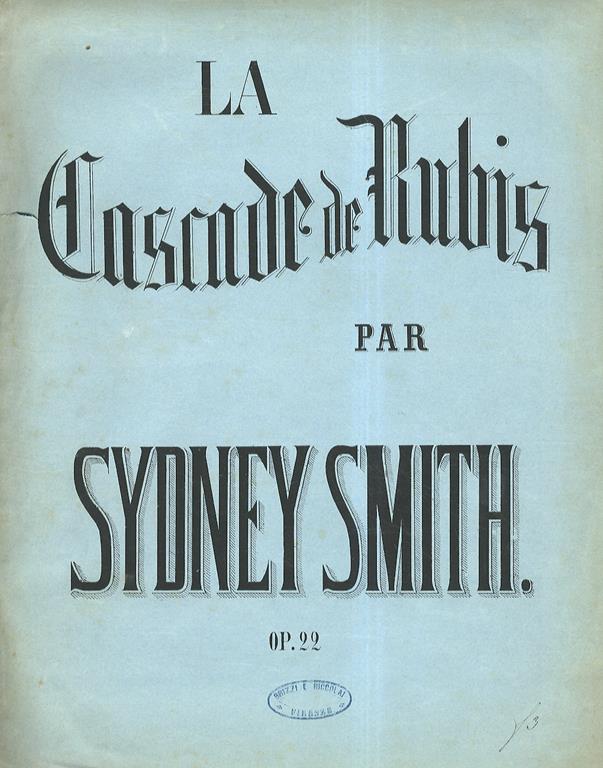 LA
Cascade de Rubis
PAR
SYDNEY SMITH.
OP. 22
BRIZZI E NICCOLAI
FIRENZE